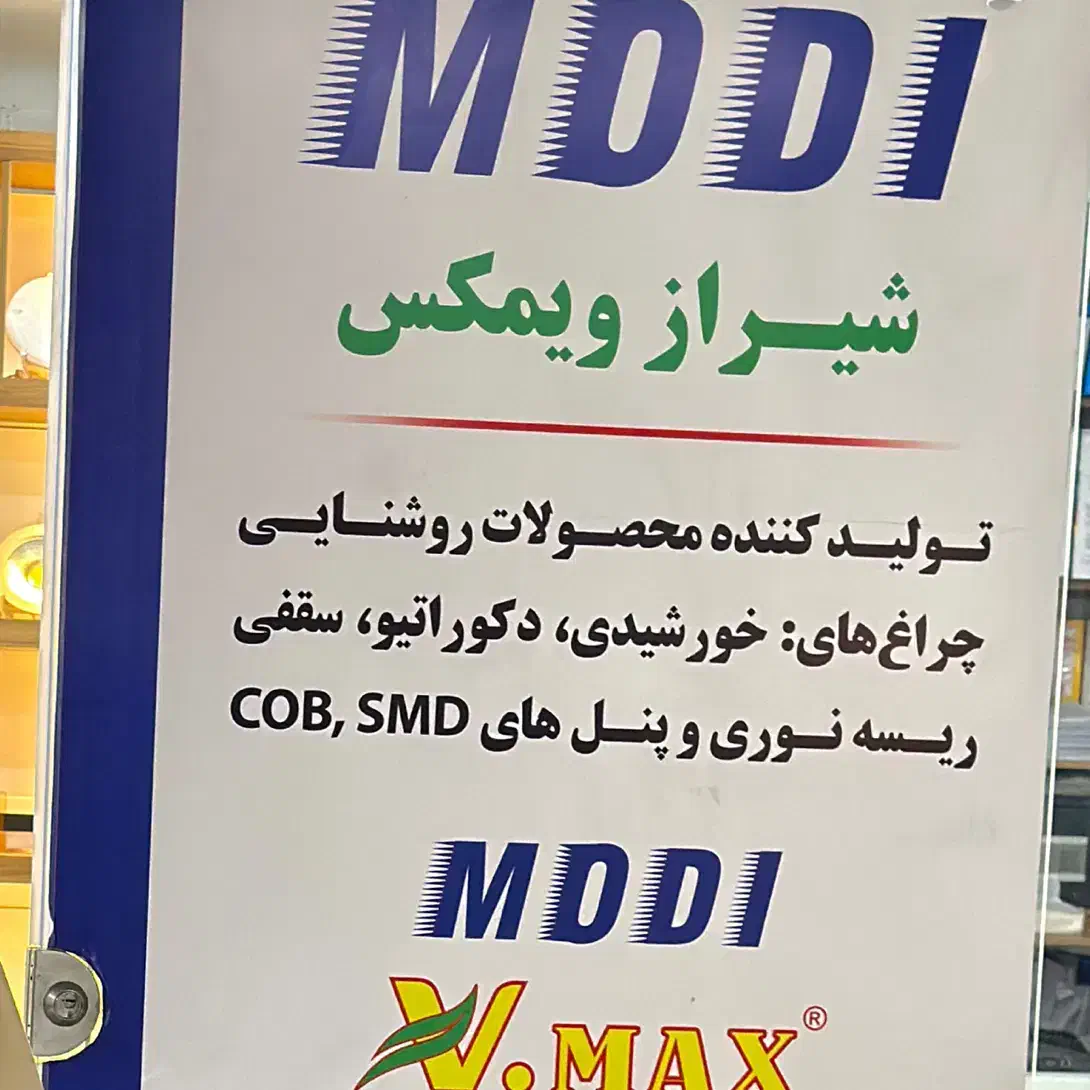 MODI
شیراز ویمکس
تولید کننده محصولات روشنایی
چراغ‌های: خورشیدی، دکوراتیو، سقفی
ریسه نوری و پنل های COB, SMD
MODI
V.MAX®